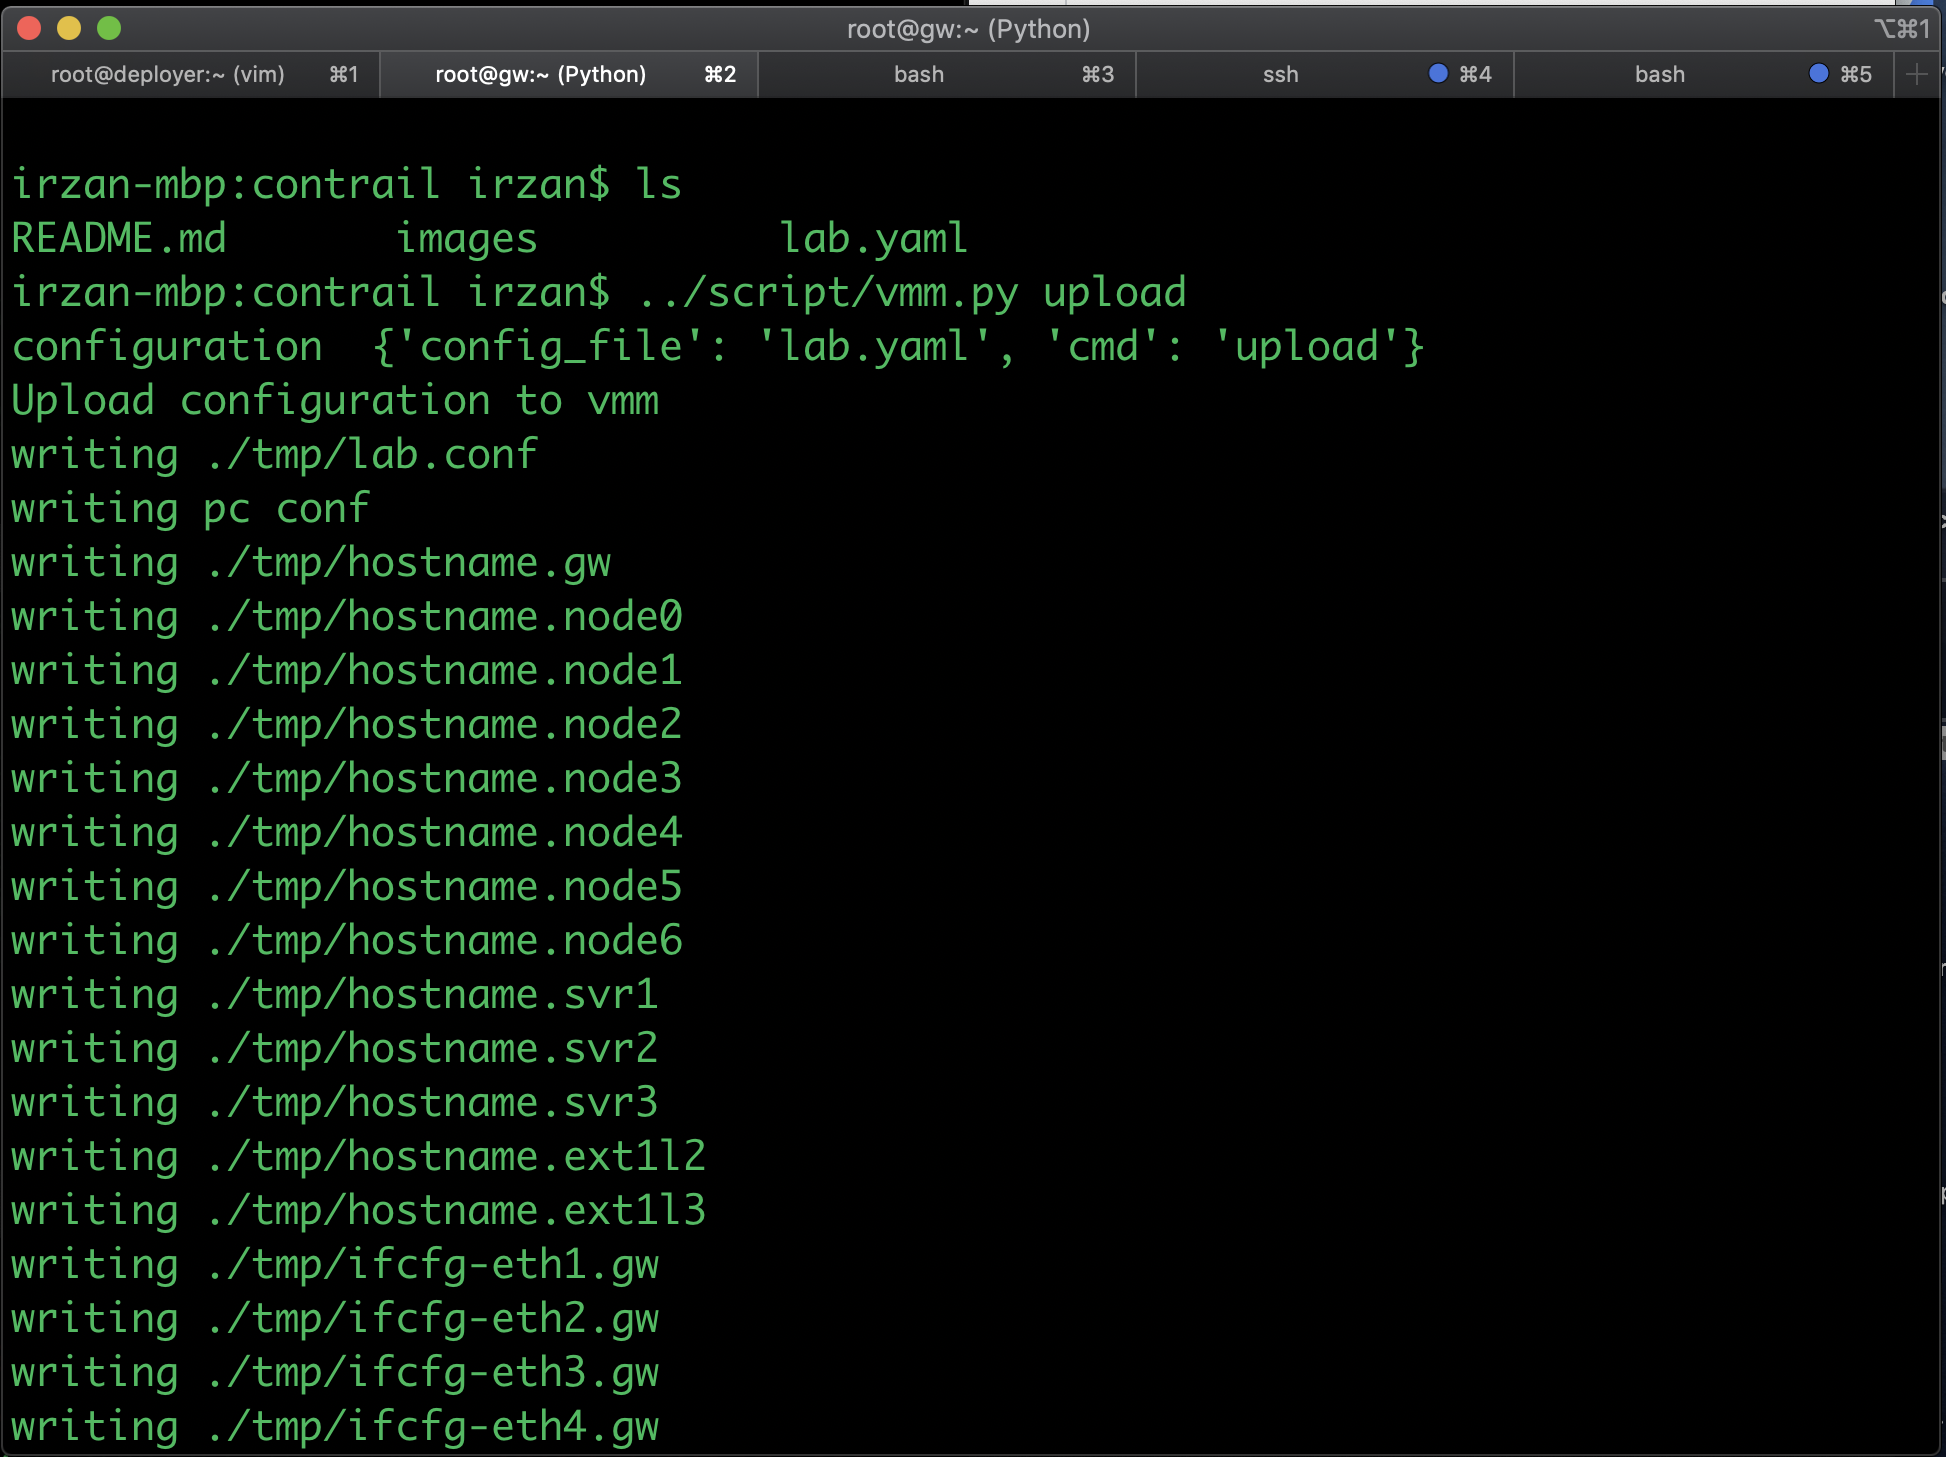 root@gw:~ (Python) ⌥⌘1
root@deployer:~ (vim) ⌘1 root@gw:~ (Python) ⌘2 bash ⌘3 ssh ⌘4 bash ⌘5
irzan-mbp:contrail irzan$ ls
README.md images lab.yaml
irzan-mbp:contrail irzan$ ../script/vmm.py upload
configuration  {'config_file': 'lab.yaml', 'cmd': 'upload'}
Upload configuration to vmm
writing ./tmp/lab.conf
writing pc conf
writing ./tmp/hostname.gw
writing ./tmp/hostname.node0
writing ./tmp/hostname.node1
writing ./tmp/hostname.node2
writing ./tmp/hostname.node3
writing ./tmp/hostname.node4
writing ./tmp/hostname.node5
writing ./tmp/hostname.node6
writing ./tmp/hostname.svr1
writing ./tmp/hostname.svr2
writing ./tmp/hostname.svr3
writing ./tmp/hostname.ext1l2
writing ./tmp/hostname.ext1l3
writing ./tmp/ifcfg-eth1.gw
writing ./tmp/ifcfg-eth2.gw
writing ./tmp/ifcfg-eth3.gw
writing ./tmp/ifcfg-eth4.gw